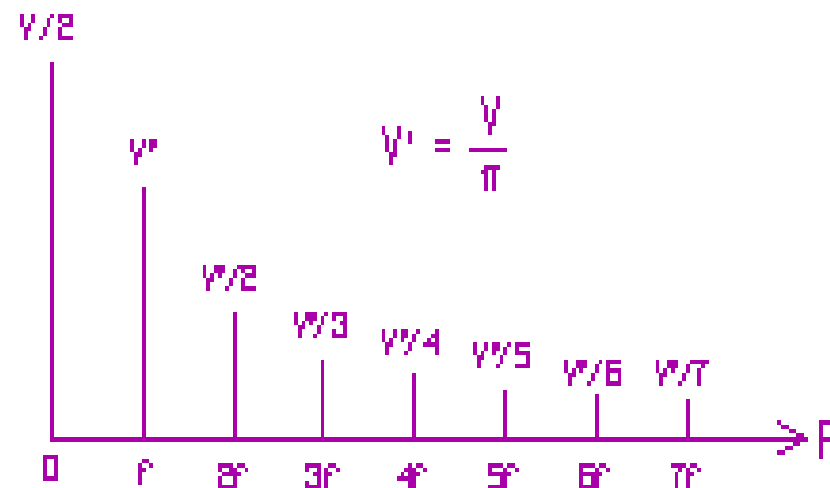 V/2
V' = V/π
V'
V'/2
V'/3
V'/4
V'/5
V'/6
V'/7
F
0 f 2f 3f 4f 5f 6f 7f